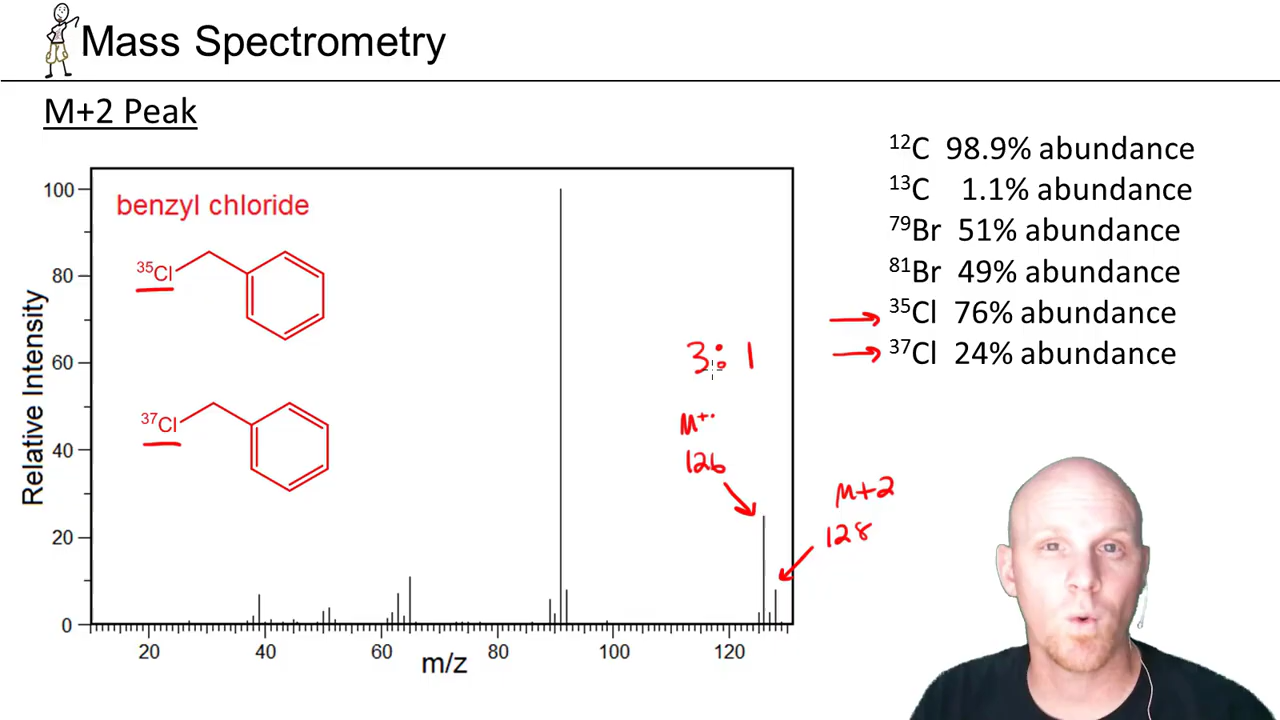 Mass Spectrometry
M+2 Peak
¹²C 98.9% abundance
¹³C 1.1% abundance
⁷⁹Br 51% abundance
⁸¹Br 49% abundance
³⁵Cl 76% abundance
³⁷Cl 24% abundance
benzyl chloride
³⁵Cl
³⁷Cl
3:1
M+·
126
M+2
128
Relative Intensity
100
80
60
40
20
0
20 40 60 80 100 120
m/z